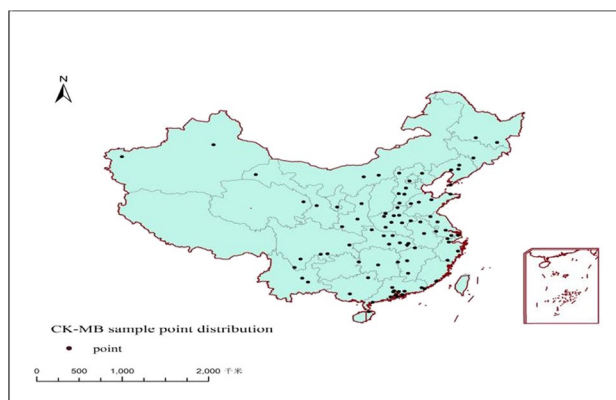 N
CK-MB sample point distribution
point
0 500 1,000 2,000 千米